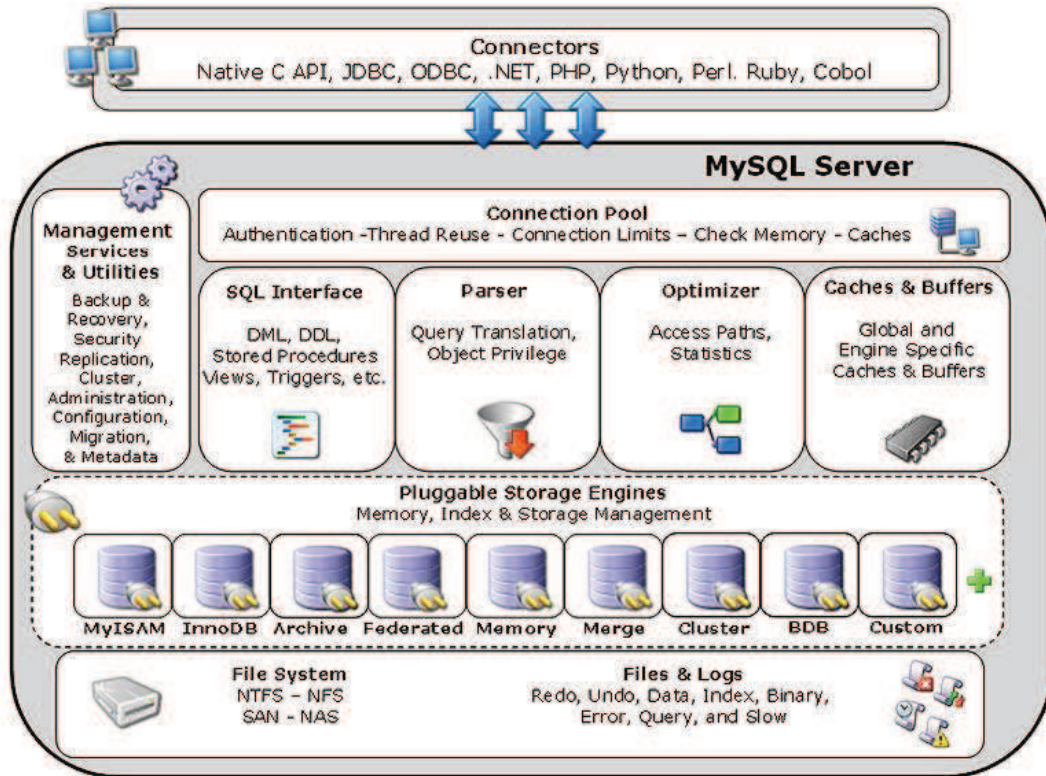 Connectors
Native C API, JDBC, ODBC, .NET, PHP, Python, Perl. Ruby, Cobol
MySQL Server
Management
Services
& Utilities
Backup &
Recovery,
Security
Replication,
Cluster,
Administration,
Configuration,
Migration,
& Metadata
Connection Pool
Authentication -Thread Reuse - Connection Limits – Check Memory - Caches
SQL Interface
DML, DDL,
Stored Procedures
Views, Triggers, etc.
Parser
Query Translation,
Object Privilege
Optimizer
Access Paths,
Statistics
Caches & Buffers
Global and
Engine Specific
Caches & Buffers
Pluggable Storage Engines
Memory, Index & Storage Management
MyISAM
InnoDB
Archive
Federated
Memory
Merge
Cluster
BDB
Custom
File System
NTFS – NFS
SAN - NAS
Files & Logs
Redo, Undo, Data, Index, Binary,
Error, Query, and Slow